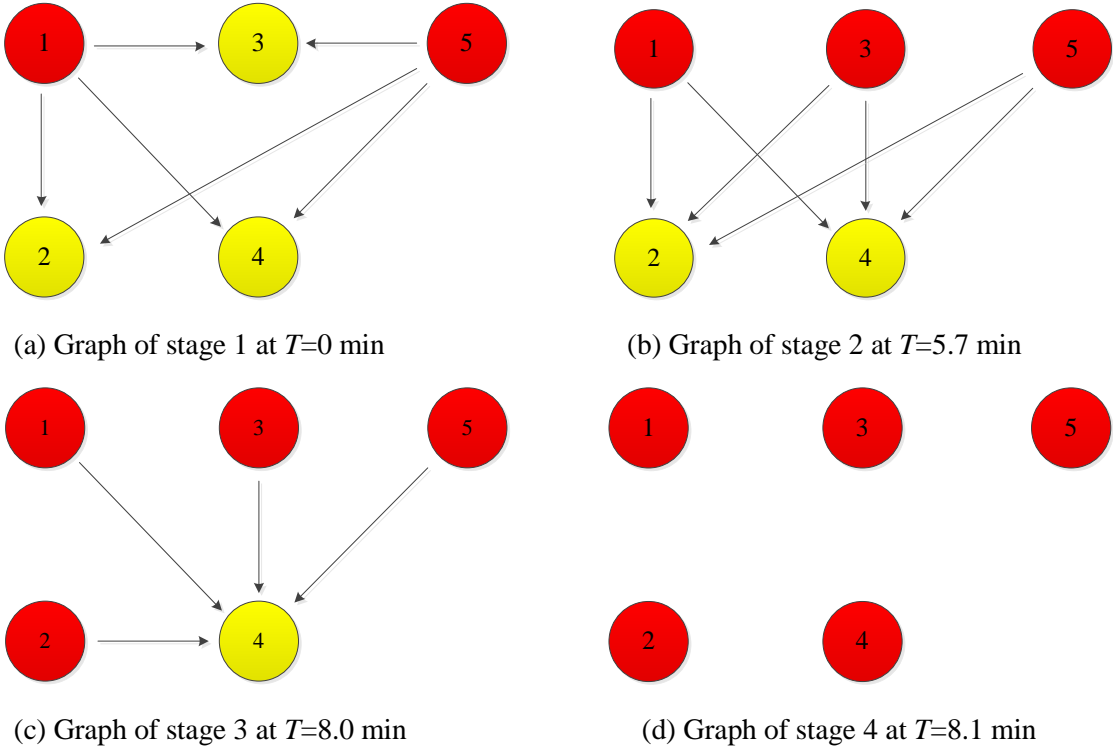 1 3 5
2 4
(a) Graph of stage 1 at T=0 min
1 3 5
2 4
(b) Graph of stage 2 at T=5.7 min
1 3 5
2 4
(c) Graph of stage 3 at T=8.0 min
1 3 5
2 4
(d) Graph of stage 4 at T=8.1 min